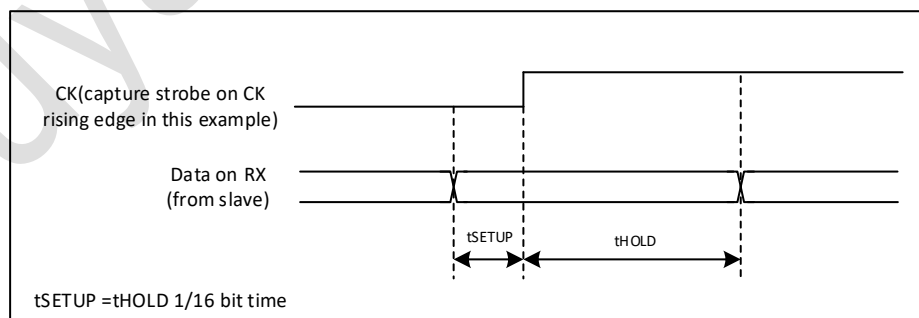 CK(capture strobe on CK
rising edge in this example)
Data on RX
(from slave)
tSETUP
tHOLD
tSETUP =tHOLD 1/16 bit time